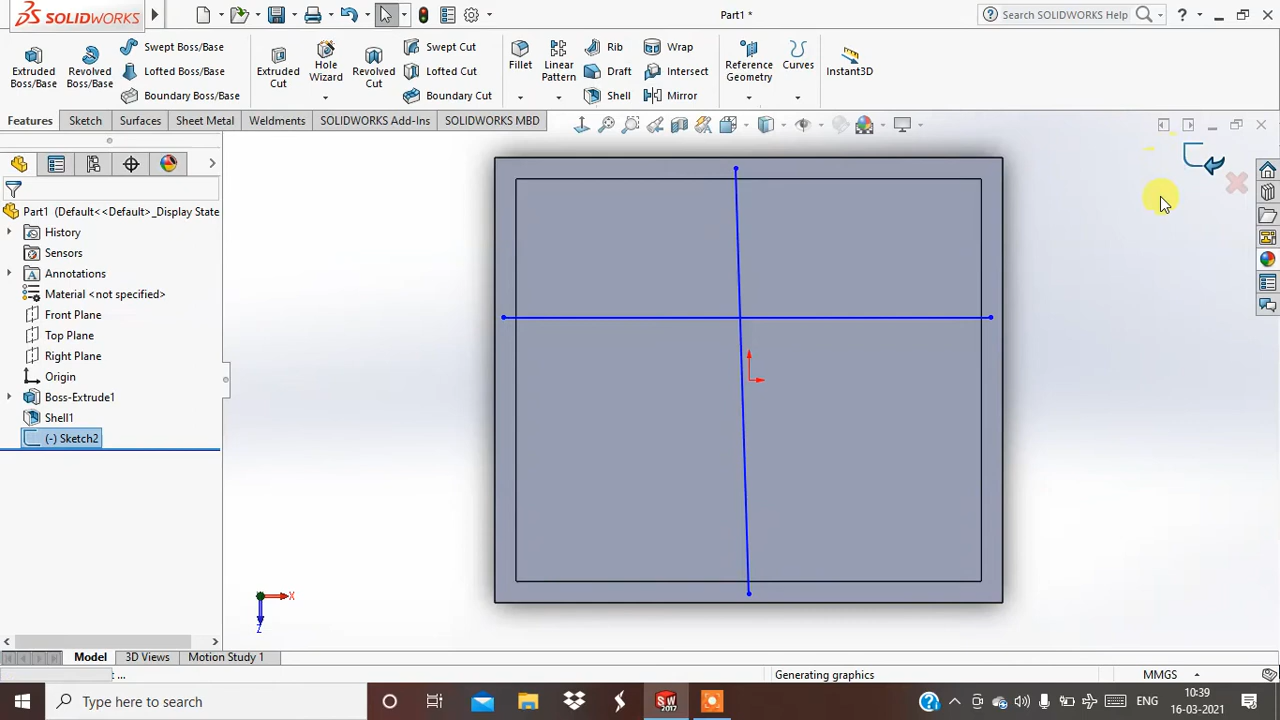 SOLIDWORKS
Part1 *
Search SOLIDWORKS Help
Extruded Boss/Base
Revolved Boss/Base
Swept Boss/Base
Lofted Boss/Base
Boundary Boss/Base
Extruded Cut
Hole Wizard
Revolved Cut
Swept Cut
Lofted Cut
Boundary Cut
Fillet
Linear Pattern
Rib
Draft
Shell
Wrap
Intersect
Mirror
Reference Geometry
Curves
Instant3D
Features
Sketch
Surfaces
Sheet Metal
Weldments
SOLIDWORKS Add-Ins
SOLIDWORKS MBD
Part1 (Default<<Default>_Display State
History
Sensors
Annotations
Material <not specified>
Front Plane
Top Plane
Right Plane
Origin
Boss-Extrude1
Shell1
(-) Sketch2
X
Z
Model
3D Views
Motion Study 1
...
Generating graphics
MMGS
Type here to search
SW
2017
ENG
10:39
16-03-2021